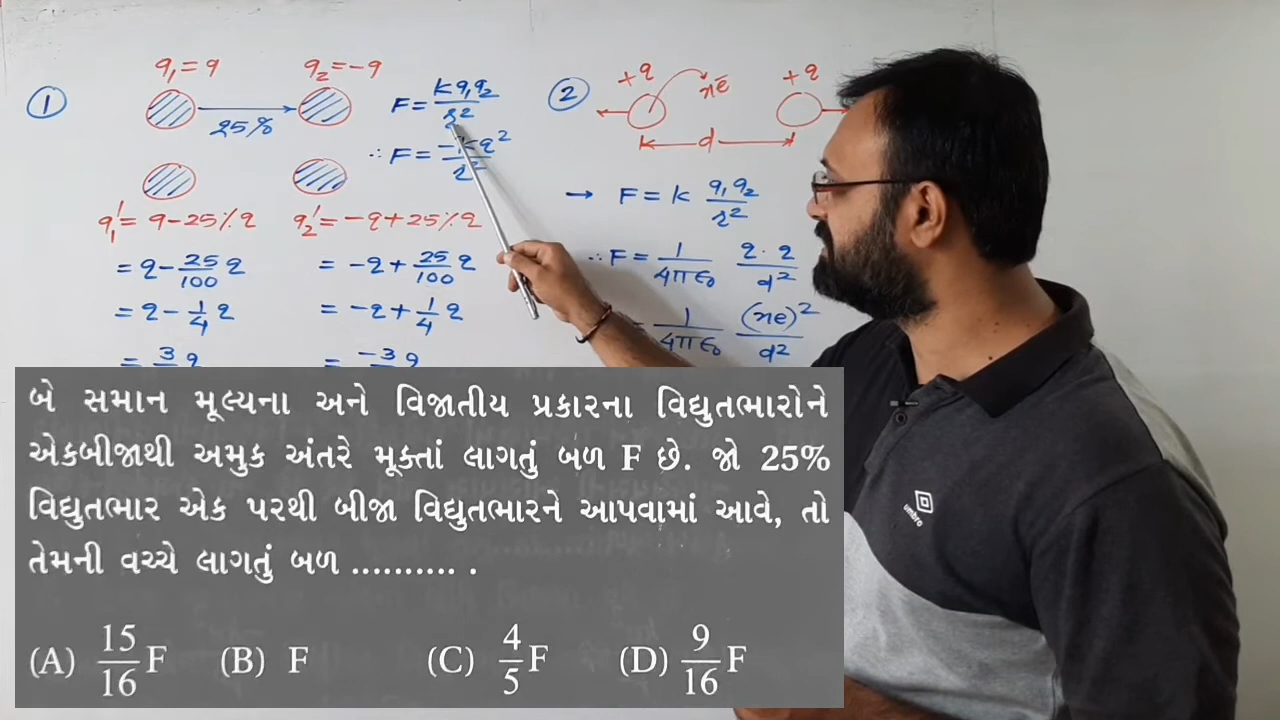 1
q₁ = q
q₂ = -q
25%
F = kq₁q₂/r²
∴ F = -kq²/r²
q₁' = q - 25% q
q₂' = -q + 25% q
= q - 25/100 q
= -q + 25/100 q
= q - 1/4 q
= -q + 1/4 q
= 3 q
= -3 q
2
+q
ne
+q
d
→ F = k q₁q₂/r²
∴ F = 1/4πε₀ q·q/d²
1/4πε₀ (ne)²/d²
umbro
બે સમાન મૂલ્યના અને વિજાતીય પ્રકારના વિદ્યુતભારોને
એકબીજાથી અમુક અંતરે મૂક્તાં લાગતું બળ F છે. જો 25%
વિદ્યુતભાર એક પરથી બીજા વિદ્યુતભારને આપવામાં આવે, તો
તેમની વચ્ચે લાગતું બળ .......... .
(A) 15/16 F (B) F (C) 4/5 F (D) 9/16 F